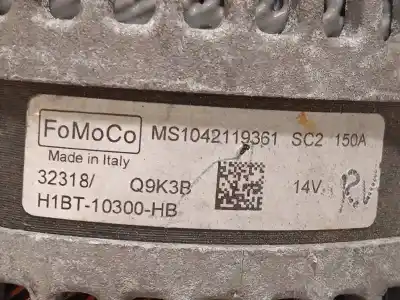 FoMoCo MS1042119361 SC2 150A
Made in Italy
32318/ Q9K3B 14V
H1BT-10300-HB